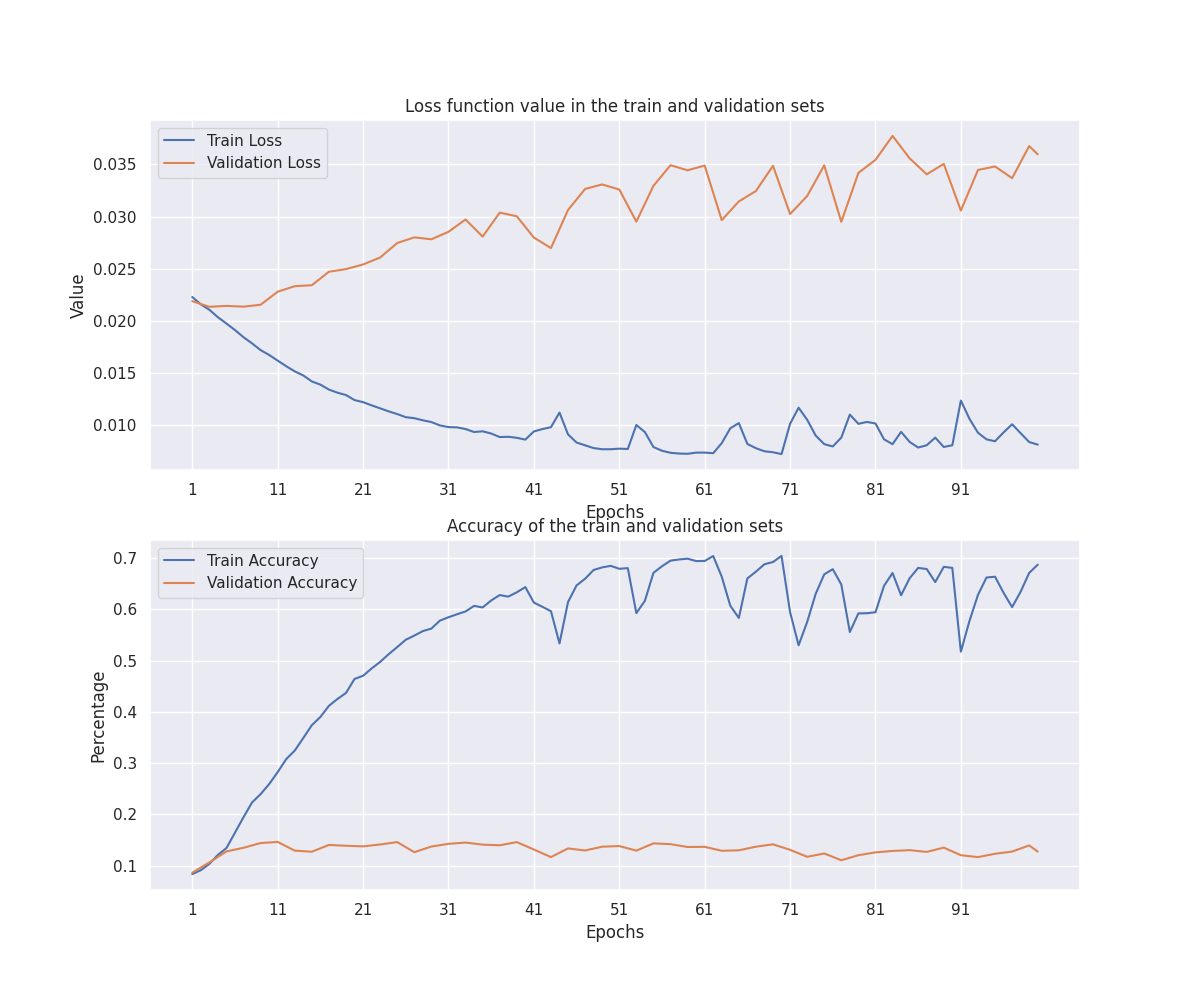 Loss function value in the train and validation sets
Train Loss
Validation Loss
Value
0.035
0.030
0.025
0.020
0.015
0.010
1 11 21 31 41 51 61 71 81 91
Epochs
Accuracy of the train and validation sets
Train Accuracy
Validation Accuracy
Percentage
0.7
0.6
0.5
0.4
0.3
0.2
0.1
1 11 21 31 41 51 61 71 81 91
Epochs